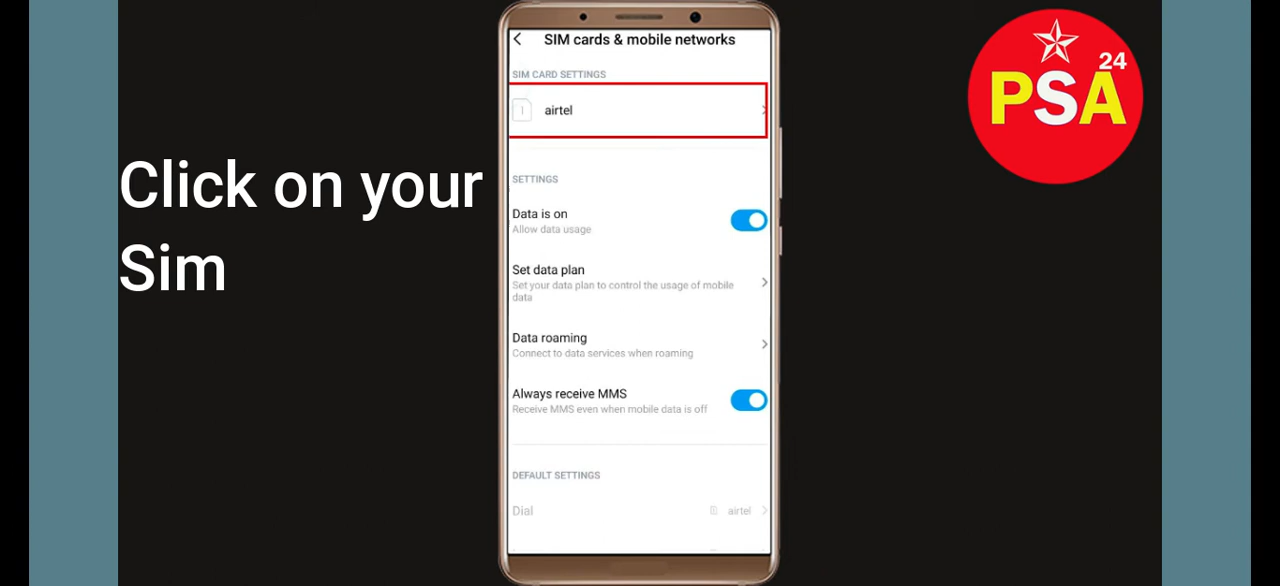 Click on your
Sim
SIM cards & mobile networks
SIM CARD SETTINGS
1
airtel
SETTINGS
Data is on
Allow data usage
Set data plan
Set your data plan to control the usage of mobile
data
Data roaming
Connect to data services when roaming
Always receive MMS
Receive MMS even when mobile data is off
DEFAULT SETTINGS
Dial airtel
24
PSA